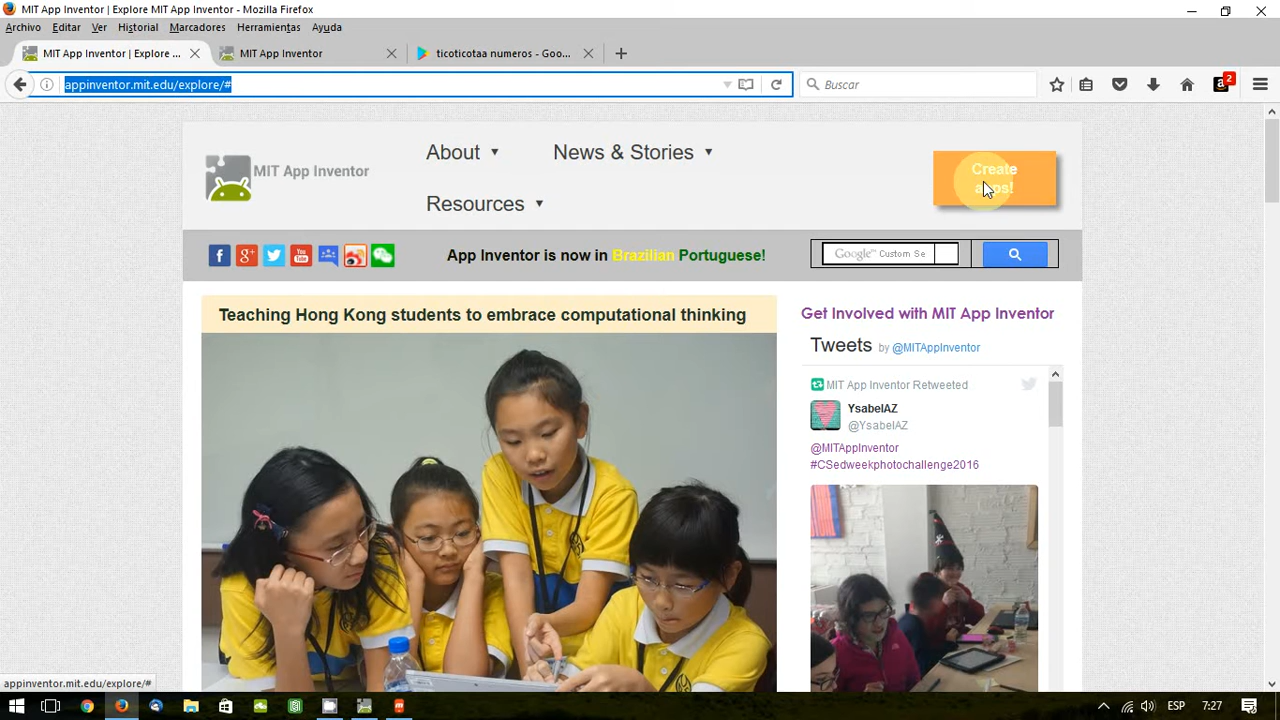 MIT App Inventor | Explore MIT App Inventor - Mozilla Firefox
Archivo Editar Ver Historial Marcadores Herramientas Ayuda
MIT App Inventor | Explore ... MIT App Inventor ticoticotaa numeros - Goo...
appinventor.mit.edu/explore/# Buscar 2
MIT App Inventor About News & Stories Create
Resources apps!
App Inventor is now in Brazilian Portuguese! Google™ Custom Se
Teaching Hong Kong students to embrace computational thinking
Get Involved with MIT App Inventor
Tweets by @MITAppInventor
MIT App Inventor Retweeted
YsabelAZ
@YsabelAZ
@MITAppInventor
#CSedweekphotochallenge2016
appinventor.mit.edu/explore/#
ESP 7:27